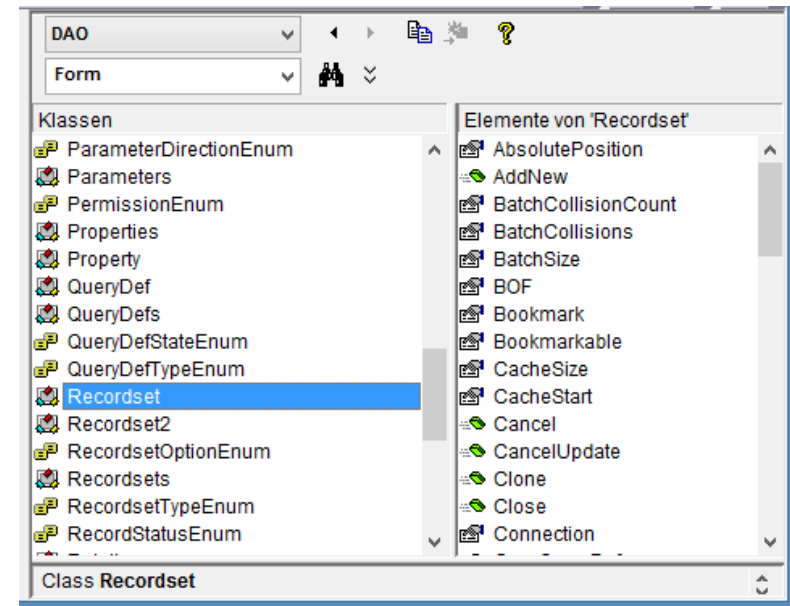 DAO
Form
Klassen
ParameterDirectionEnum
Parameters
PermissionEnum
Properties
Property
QueryDef
QueryDefs
QueryDefStateEnum
QueryDefTypeEnum
Recordset
Recordset2
RecordsetOptionEnum
Recordsets
RecordsetTypeEnum
RecordStatusEnum
Elemente von 'Recordset'
AbsolutePosition
AddNew
BatchCollisionCount
BatchCollisions
BatchSize
BOF
Bookmark
Bookmarkable
CacheSize
CacheStart
Cancel
CancelUpdate
Clone
Close
Connection
Class Recordset